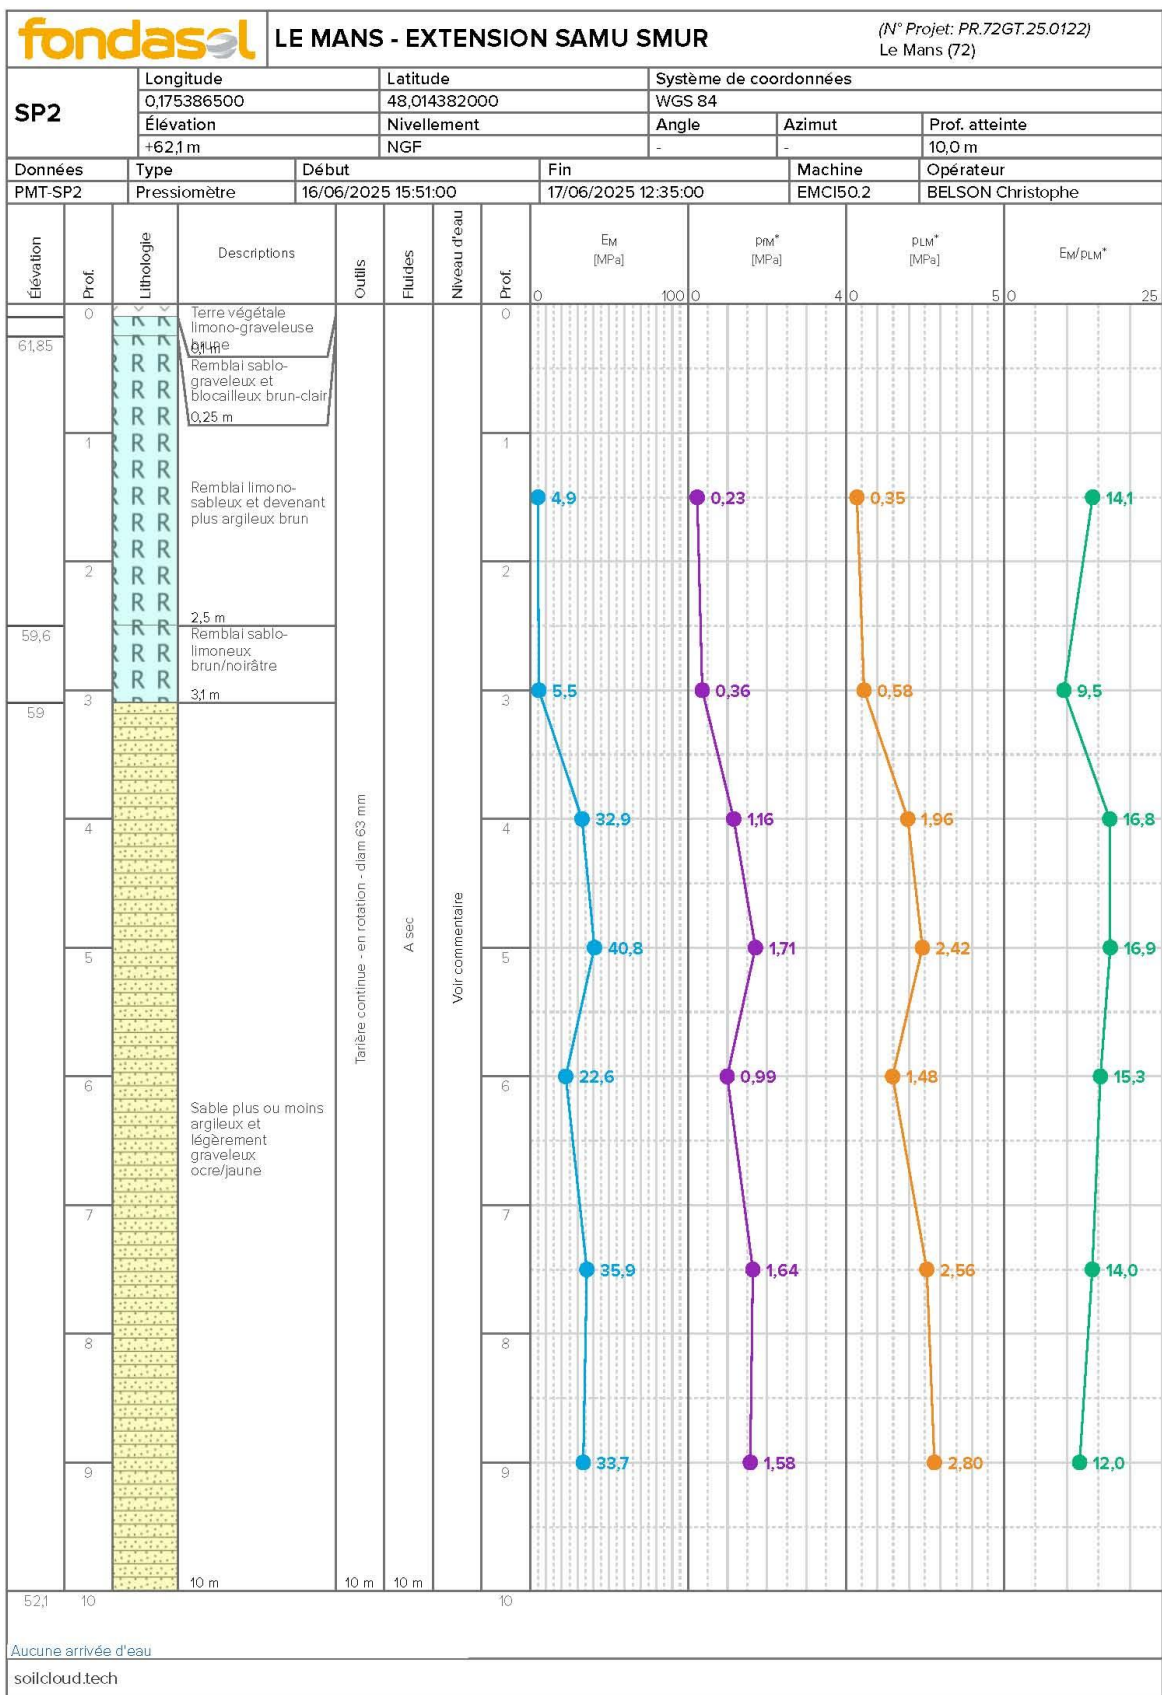 fondasol
LE MANS - EXTENSION SAMU SMUR
(N° Projet: PR.72GT.25.0122)
Le Mans (72)
SP2
Longitude
Latitude
Système de coordonnées
0,175386500
48,014382000
WGS 84
Élévation
Nivellement
Angle
Azimut
Prof. atteinte
+62,1 m
NGF
-
-
10,0 m
Données
Type
Début
Fin
Machine
Opérateur
PMT-SP2
Pressiomètre
16/06/2025 15:51:00
17/06/2025 12:35:00
EMCI50.2
BELSON Christophe
Élévation
Prof.
Lithologie
Descriptions
Outils
Fluides
Niveau d'eau
Prof.
EM
[MPa]
pfM*
[MPa]
pLM*
[MPa]
EM/pLM*
0
100
0
4
0
5
0
25
0
Terre végétale
limono-graveleuse
brune
0,1 m
61,85
Remblai sablo-
graveleux et
blocailleux brun-clair
0,25 m
1
Remblai limono-
sableux et devenant
plus argileux brun
2
2,5 m
59,6
Remblai sablo-
limoneux
brun/noirâtre
3,1 m
3
59
4
5
6
Sable plus ou moins
argileux et
légèrement
graveleux
ocre/jaune
7
8
9
10 m
52,1
10
Tarière continue - en rotation - diam 63 mm
10 m
A sec
10 m
Voir commentaire
0
1
2
3
4
5
6
7
8
9
10
4,9
0,23
0,35
14,1
5,5
0,36
0,58
9,5
32,9
1,16
1,96
16,8
40,8
1,71
2,42
16,9
22,6
0,99
1,48
15,3
35,9
1,64
2,56
14,0
33,7
1,58
2,80
12,0
Aucune arrivée d'eau
soilcloud.tech